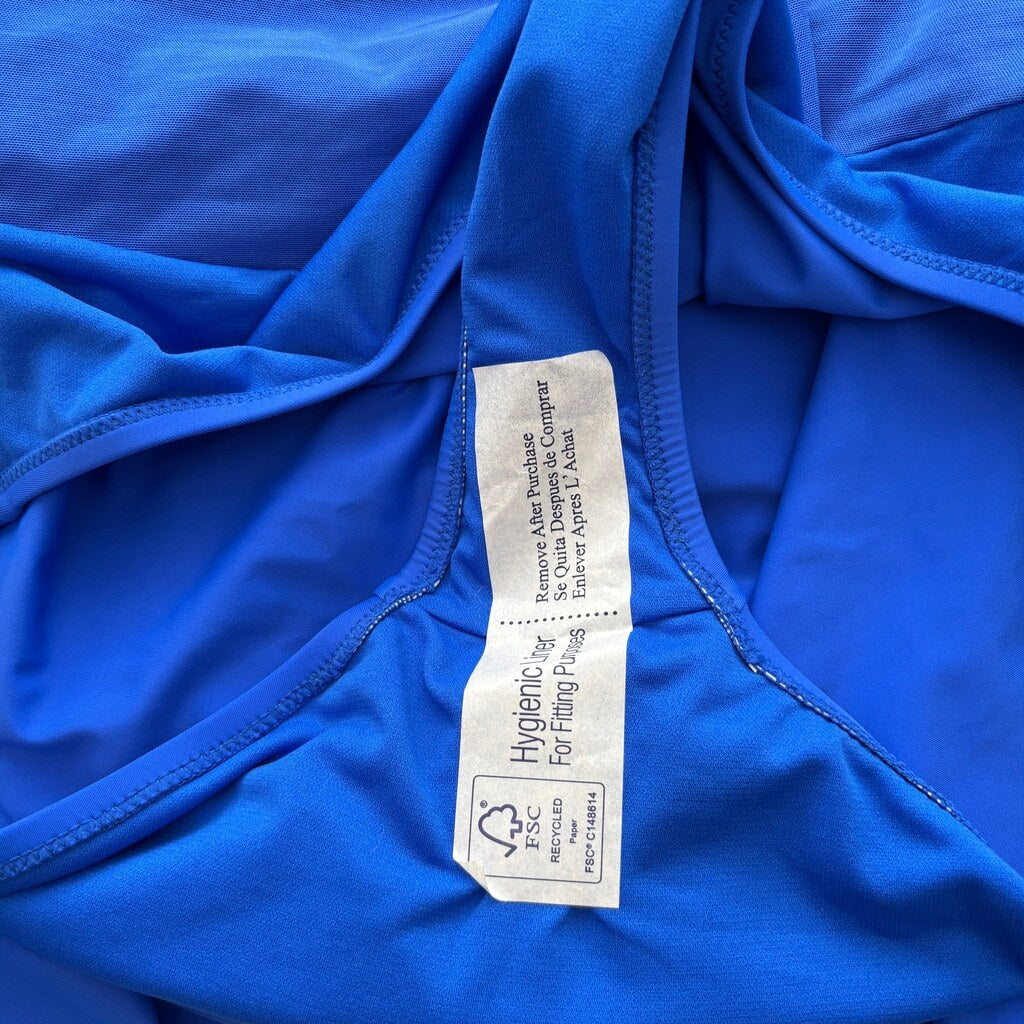 Remove After Purchase
Se Quita Despues de Comprar
Enlever Apres L'Achat
Hygienic Liner
For Fitting Purposes
®
FSC
RECYCLED
Paper
FSC® C148614